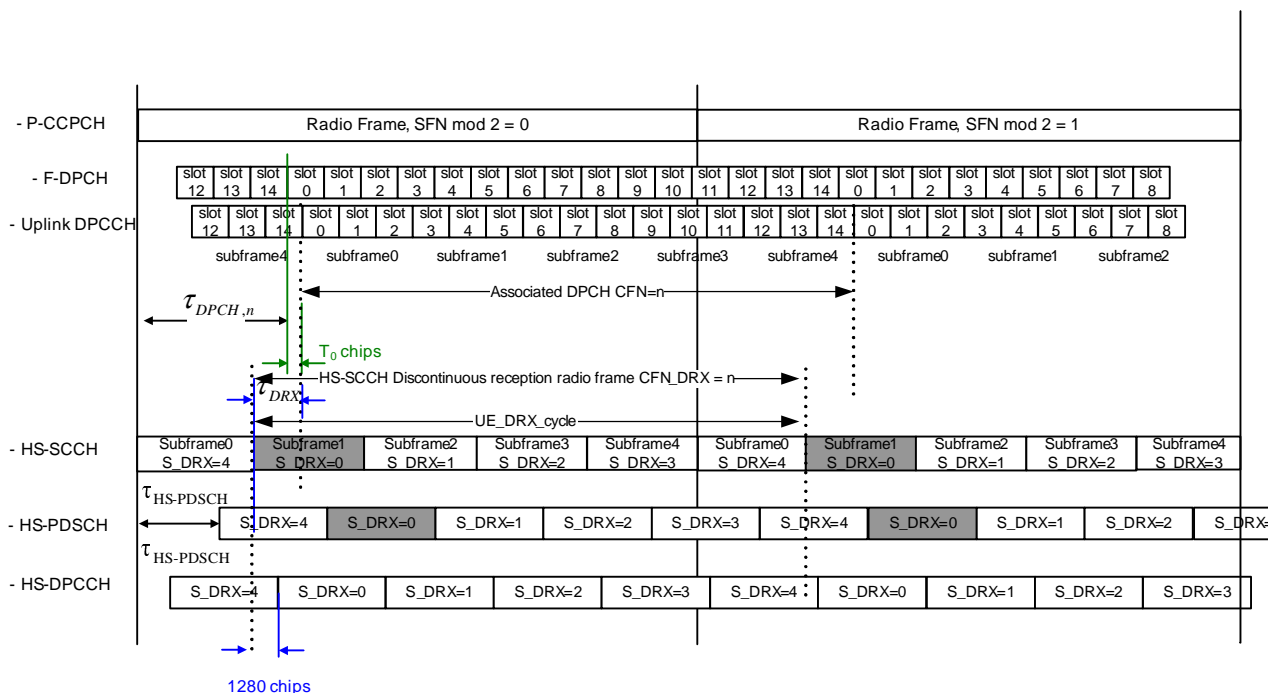 - P-CCPCH
Radio Frame, SFN mod 2 = 0
Radio Frame, SFN mod 2 = 1
- F-DPCH
slot 12 slot 13 slot 14 slot 0 slot 1 slot 2 slot 3 slot 4 slot 5 slot 6 slot 7 slot 8 slot 9 slot 10 slot 11 slot 12 slot 13 slot 14 slot 0 slot 1 slot 2 slot 3 slot 4 slot 5 slot 6 slot 7 slot 8
- Uplink DPCCH
slot 12 slot 13 slot 14 slot 0 slot 1 slot 2 slot 3 slot 4 slot 5 slot 6 slot 7 slot 8 slot 9 slot 10 slot 11 slot 12 slot 13 slot 14 slot 0 slot 1 slot 2 slot 3 slot 4 slot 5 slot 6 slot 7 slot 8
subframe4 subframe0 subframe1 subframe2 subframe3 subframe4 subframe0 subframe1 subframe2
Associated DPCH CFN=n
τDPCH,n
T0 chips
HS-SCCH Discontinuous reception radio frame CFN_DRX = n
τDRX
UE_DRX_cycle
- HS-SCCH
Subframe0 Subframe1 Subframe2 Subframe3 Subframe4 Subframe0 Subframe1 Subframe2 Subframe3 Subframe4
S_DRX=4 S_DRX=0 S_DRX=1 S_DRX=2 S_DRX=3 S_DRX=4 S_DRX=0 S_DRX=1 S_DRX=2 S_DRX=3
τHS-PDSCH
- HS-PDSCH
S_DRX=4 S_DRX=0 S_DRX=1 S_DRX=2 S_DRX=3 S_DRX=4 S_DRX=0 S_DRX=1 S_DRX=2 S_DRX=
τHS-PDSCH
- HS-DPCCH
S_DRX=4 S_DRX=0 S_DRX=1 S_DRX=2 S_DRX=3 S_DRX=4 S_DRX=0 S_DRX=1 S_DRX=2 S_DRX=3
1280 chips